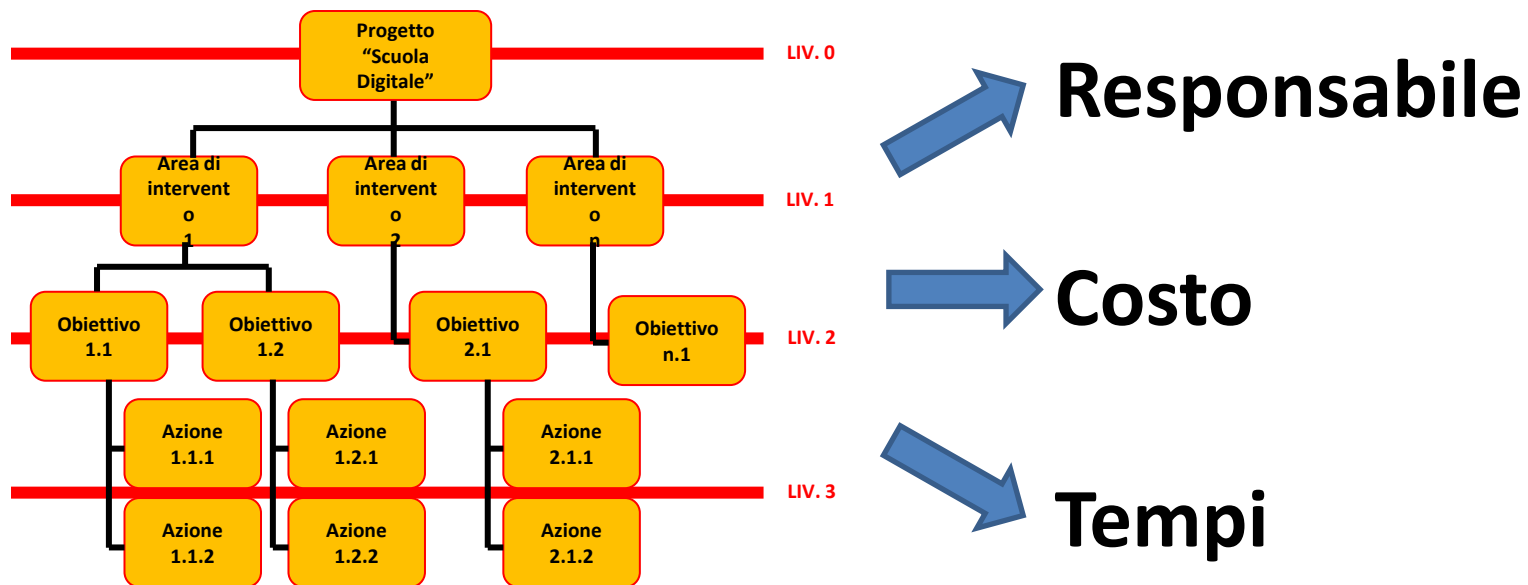 Progetto
“Scuola
Digitale”
LIV. 0
Responsabile
Area di
intervent
o
1
Area di
intervent
o
2
Area di
intervent
o
n
LIV. 1
Costo
Obiettivo
1.1
Obiettivo
1.2
Obiettivo
2.1
Obiettivo
n.1
LIV. 2
Azione
1.1.1
Azione
1.2.1
Azione
2.1.1
LIV. 3
Tempi
Azione
1.1.2
Azione
1.2.2
Azione
2.1.2